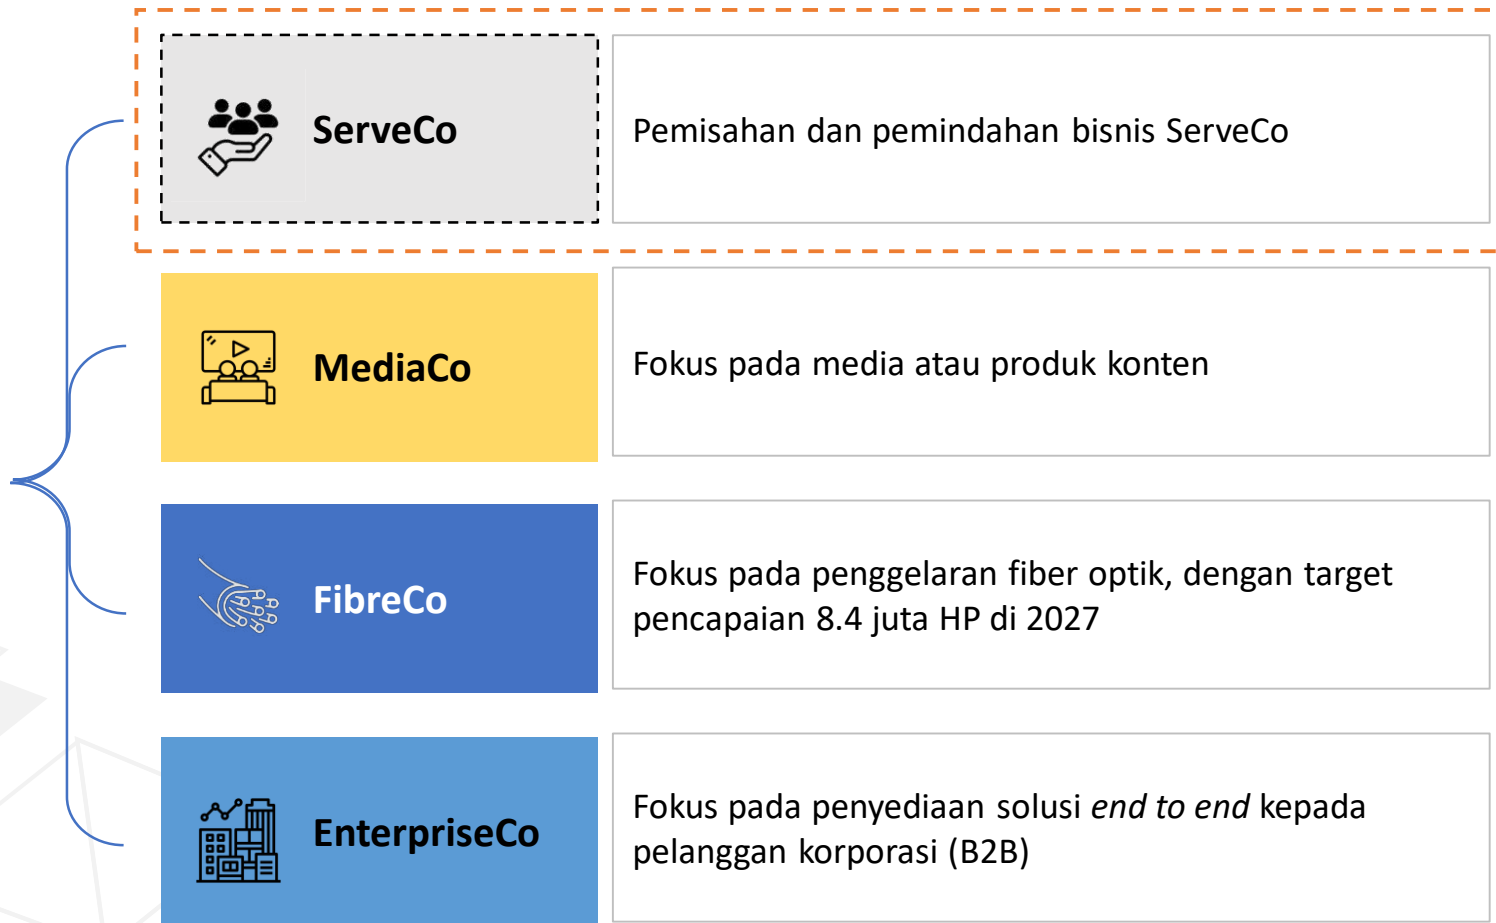 ServeCo
Pemisahan dan pemindahan bisnis ServeCo
MediaCo
Fokus pada media atau produk konten
FibreCo
Fokus pada penggelaran fiber optik, dengan target
pencapaian 8.4 juta HP di 2027
EnterpriseCo
Fokus pada penyediaan solusi end to end kepada
pelanggan korporasi (B2B)